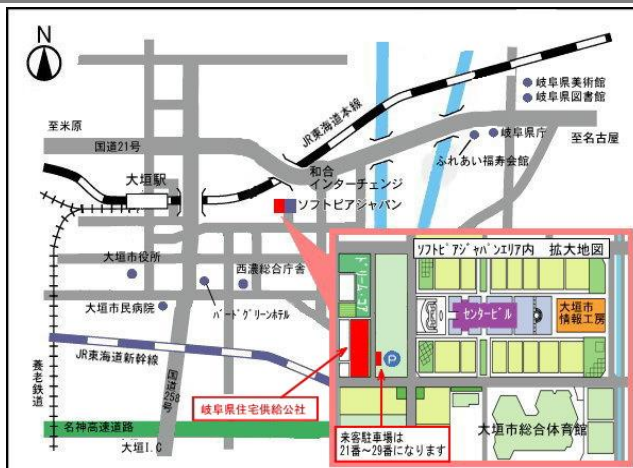 N
岐阜県美術館
岐阜県図書館
至米原
国道21号
JR東海道本線
岐阜県庁
ふれあい福寿会館
至名古屋
大垣駅
和合
インターチェンジ
ソフトピアジャパン
大垣市役所
西濃総合庁舎
大垣市民病院
バードグリーンホテル
JR東海道新幹線
養老鉄道
国道258号
名神高速道路
大垣I.C
岐阜県住宅供給公社
ソフトピアジャパンエリア内 拡大地図
ドリーム・コア
センタービル
大垣市
情報工房
来客駐車場は
21番～29番になります
大垣市総合体育館